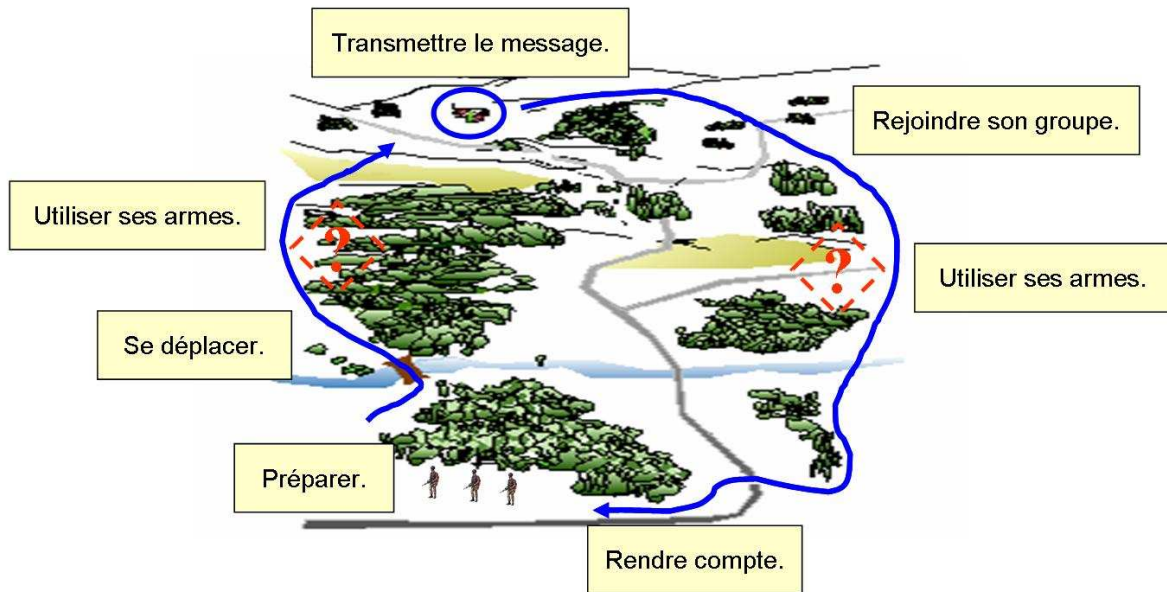 Transmettre le message.
Rejoindre son groupe.
Utiliser ses armes.
?
?
Utiliser ses armes.
Se déplacer.
Préparer.
Rendre compte.